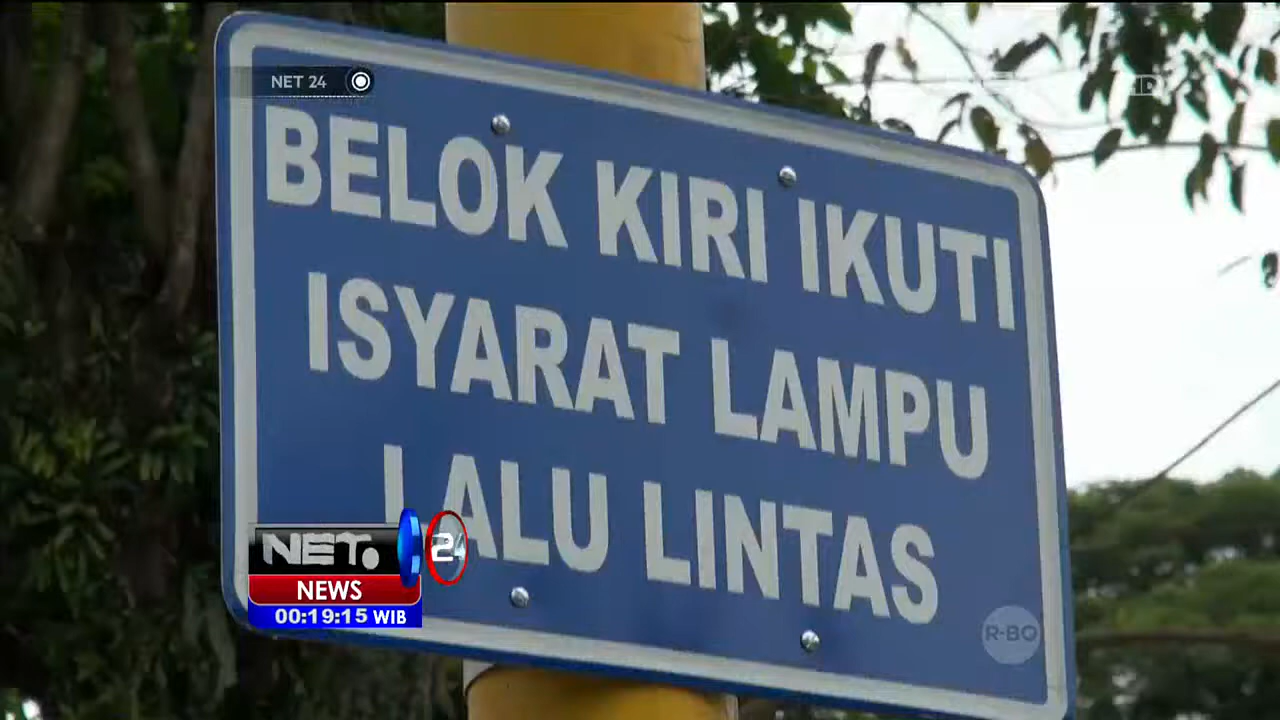 NET 24
BELOK KIRI IKUTI
ISYARAT LAMPU
LALU LINTAS
NET.
24
NEWS
00:19:15 WIB
R-BO